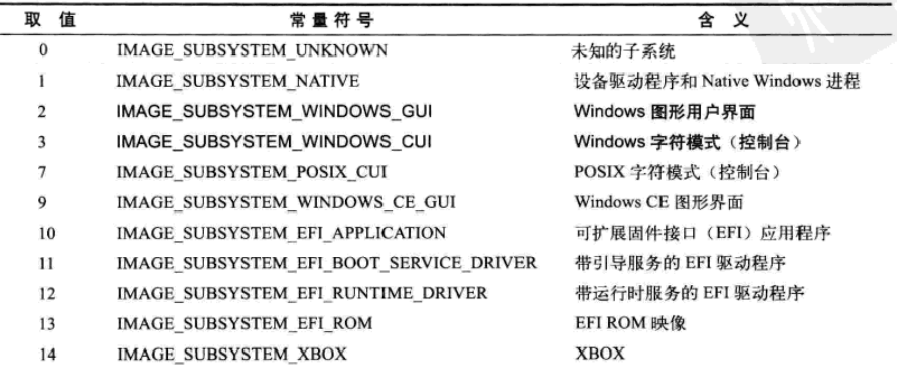 取 值 常量符号 含 义
0 IMAGE_SUBSYSTEM_UNKNOWN 未知的子系统
1 IMAGE_SUBSYSTEM_NATIVE 设备驱动程序和 Native Windows 进程
2 IMAGE_SUBSYSTEM_WINDOWS_GUI Windows 图形用户界面
3 IMAGE_SUBSYSTEM_WINDOWS_CUI Windows 字符模式（控制台）
7 IMAGE_SUBSYSTEM_POSIX_CUI POSIX 字符模式（控制台）
9 IMAGE_SUBSYSTEM_WINDOWS_CE_GUI Windows CE 图形界面
10 IMAGE_SUBSYSTEM_EFI_APPLICATION 可扩展固件接口（EFI）应用程序
11 IMAGE_SUBSYSTEM_EFI_BOOT_SERVICE_DRIVER 带引导服务的 EFI 驱动程序
12 IMAGE_SUBSYSTEM_EFI_RUNTIME_DRIVER 带运行时服务的 EFI 驱动程序
13 IMAGE_SUBSYSTEM_EFI_ROM EFI ROM 映像
14 IMAGE_SUBSYSTEM_XBOX XBOX